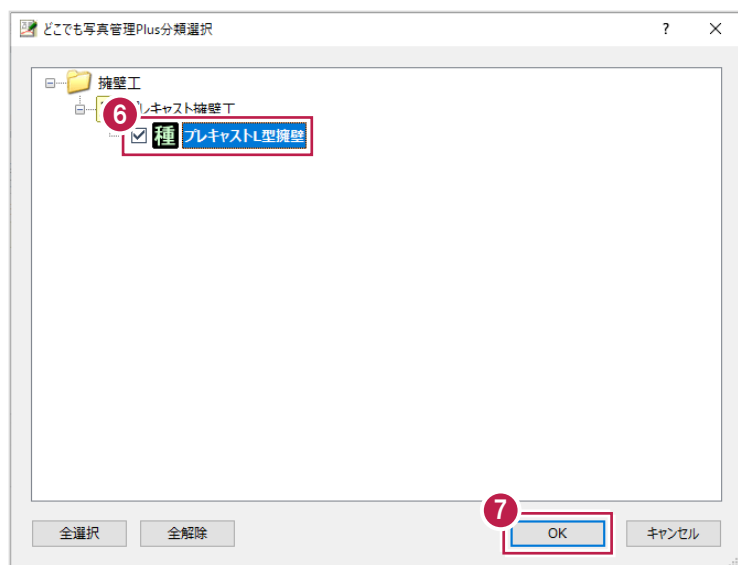 どこでも写真管理Plus分類選択 ? ×
擁壁工
6 レキャスト擁壁工
種 プレキャストL型擁壁
7
全選択 全解除 OK キャンセル